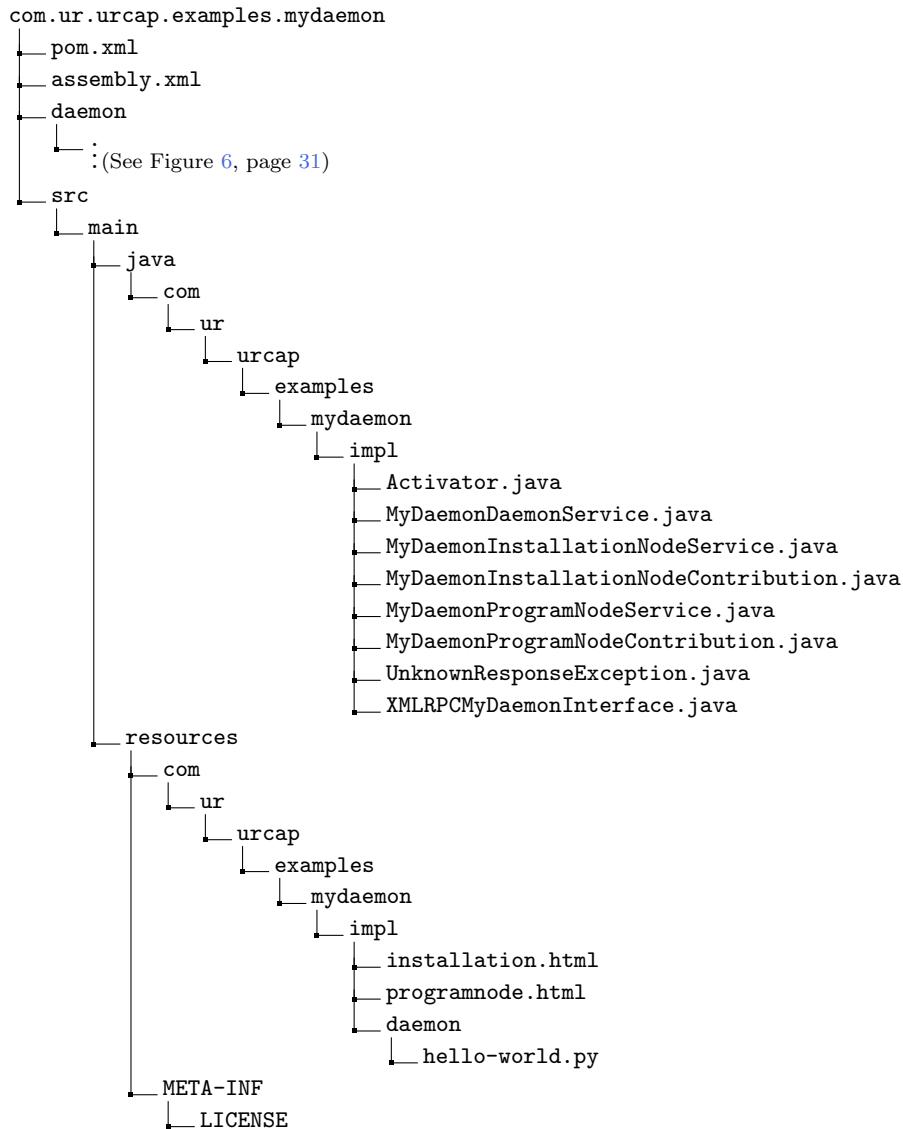 com.ur.urcap.examples.mydaemon
pom.xml
assembly.xml
daemon
(See Figure 6, page 31)
src
main
java
com
ur
urcap
examples
mydaemon
impl
Activator.java
MyDaemonDaemonService.java
MyDaemonInstallationNodeService.java
MyDaemonInstallationNodeContribution.java
MyDaemonProgramNodeService.java
MyDaemonProgramNodeContribution.java
UnknownResponseException.java
XMLRPCMyDaemonInterface.java
resources
com
ur
urcap
examples
mydaemon
impl
installation.html
programnode.html
daemon
hello-world.py
META-INF
LICENSE